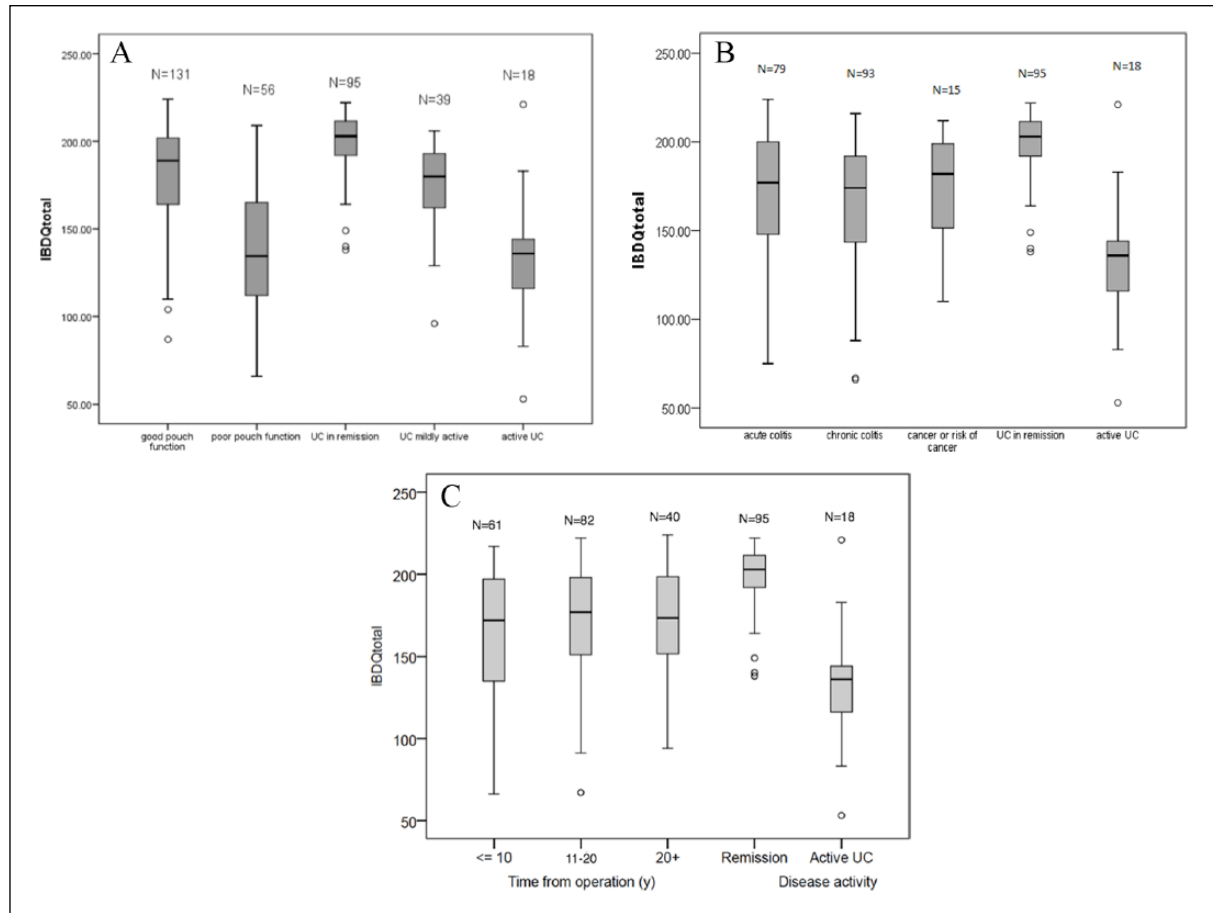 A
250.00
N=131
N=56
N=95
N=39
N=18
200.00
150.00
100.00
50.00
IBDQtotal
good pouch
function
poor pouch function
UC in remission
UC mildly active
active UC
B
250.00
N=79
N=93
N=15
N=95
N=18
200.00
150.00
100.00
50.00
IBDQtotal
acute colitis
chronic colitis
cancer or risk of
cancer
UC in remission
active UC
C
250
N=61
N=82
N=40
N=95
N=18
200
150
100
50
IBDQtotal
<= 10
11-20
20+
Remission
Active UC
Time from operation (y)
Disease activity